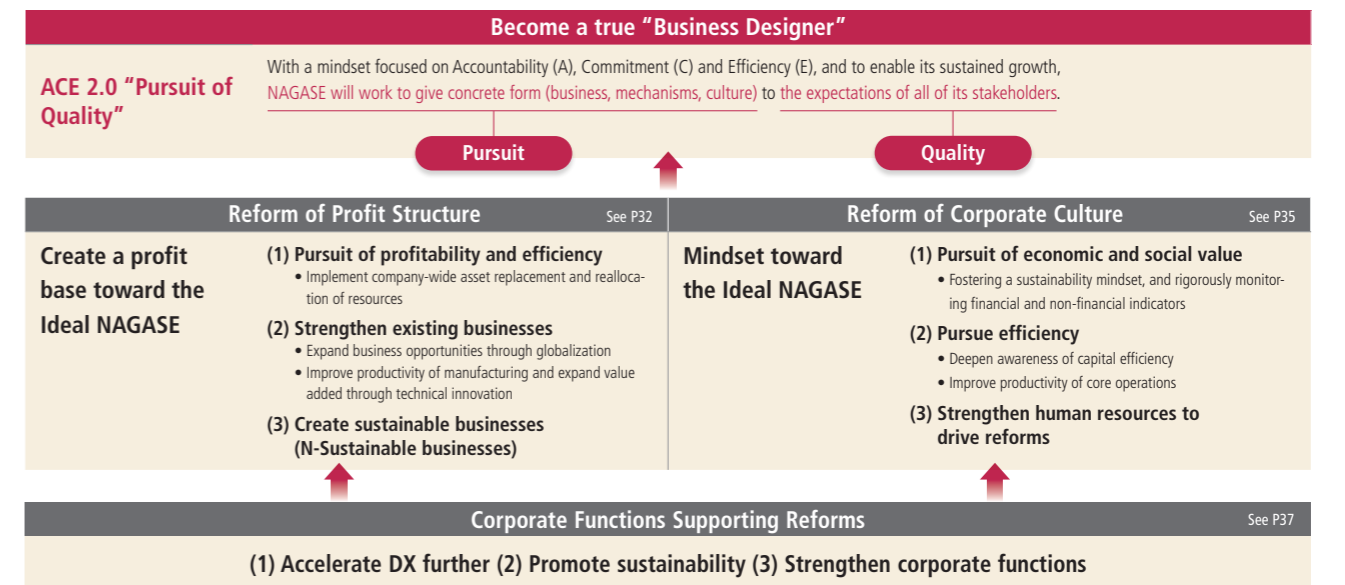 Become a true “Business Designer”
ACE 2.0 “Pursuit of
Quality”
With a mindset focused on Accountability (A), Commitment (C) and Efficiency (E), and to enable its sustained growth,
NAGASE will work to give concrete form (business, mechanisms, culture) to the expectations of all of its stakeholders.
Pursuit
Quality
Reform of Profit Structure
See P32
Create a profit
base toward the
Ideal NAGASE
(1) Pursuit of profitability and efficiency
• Implement company-wide asset replacement and realloca-
tion of resources
(2) Strengthen existing businesses
• Expand business opportunities through globalization
• Improve productivity of manufacturing and expand value
added through technical innovation
(3) Create sustainable businesses
(N-Sustainable businesses)
Reform of Corporate Culture
See P35
Mindset toward
the Ideal NAGASE
(1) Pursuit of economic and social value
• Fostering a sustainability mindset, and rigorously monitor-
ing financial and non-financial indicators
(2) Pursue efficiency
• Deepen awareness of capital efficiency
• Improve productivity of core operations
(3) Strengthen human resources to
drive reforms
Corporate Functions Supporting Reforms
See P37
(1) Accelerate DX further (2) Promote sustainability (3) Strengthen corporate functions